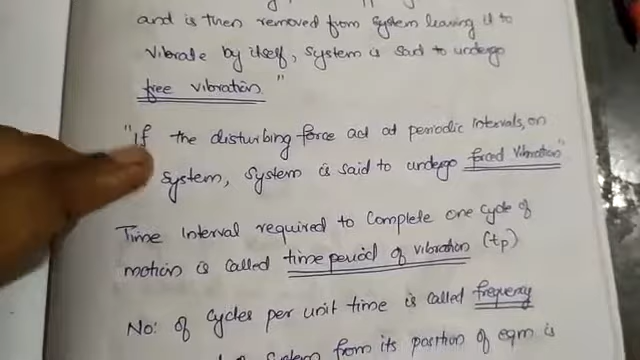 and is then removed from system leaving it to
vibrate by itself, system is said to undergo
free vibration"
"If the disturbing force act at periodic intervals, on
system, system is said to undergo forced vibration"
Time interval required to complete one cycle of
motion is called time period of vibration (tp)
No: of cycles per unit time is called frequency
of system from its position of eqm is